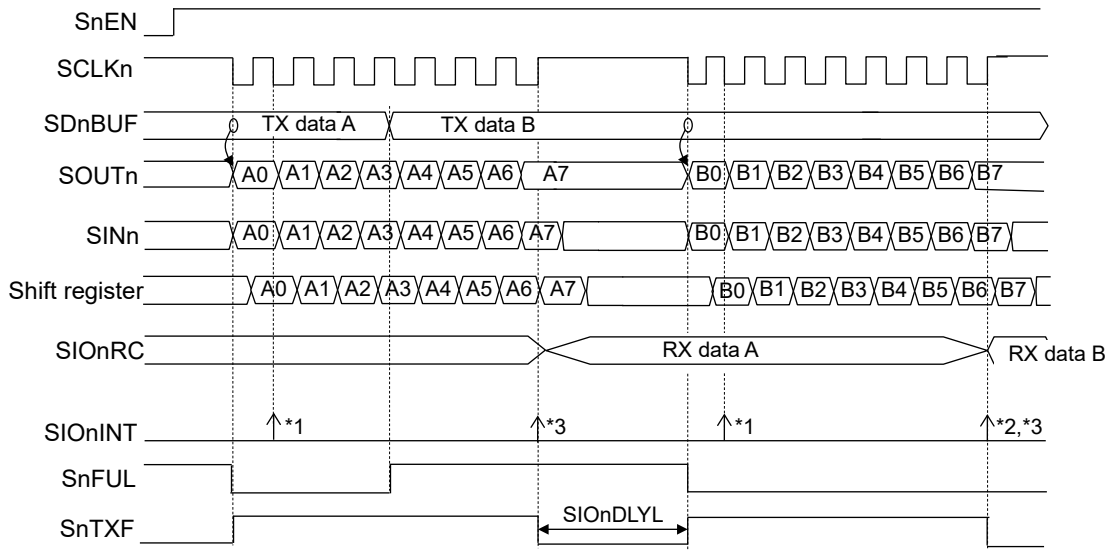 SnEN
SCLKn
SDnBUF TX data A TX data B
SOUTn A0 A1 A2 A3 A4 A5 A6 A7 B0 B1 B2 B3 B4 B5 B6 B7
SINn A0 A1 A2 A3 A4 A5 A6 A7 B0 B1 B2 B3 B4 B5 B6 B7
Shift register A0 A1 A2 A3 A4 A5 A6 A7 B0 B1 B2 B3 B4 B5 B6 B7
SIOnRC RX data A RX data B
SIOnINT *1 *3 *1 *2,*3
SnFUL
SnTXF SIOnDLYL